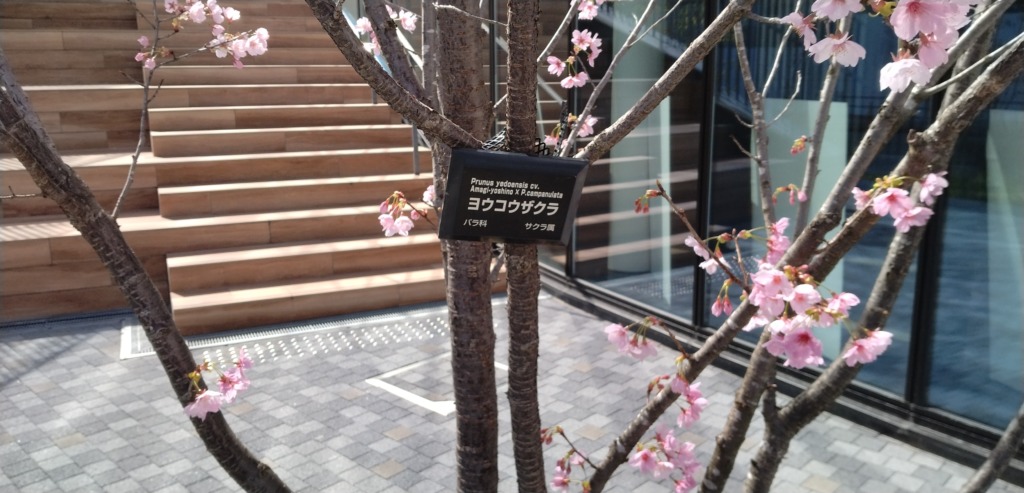 Prunus yedoensis cv.
Amagi-yoshino X P.campanulata
ヨウコウザクラ
バラ科 サクラ属